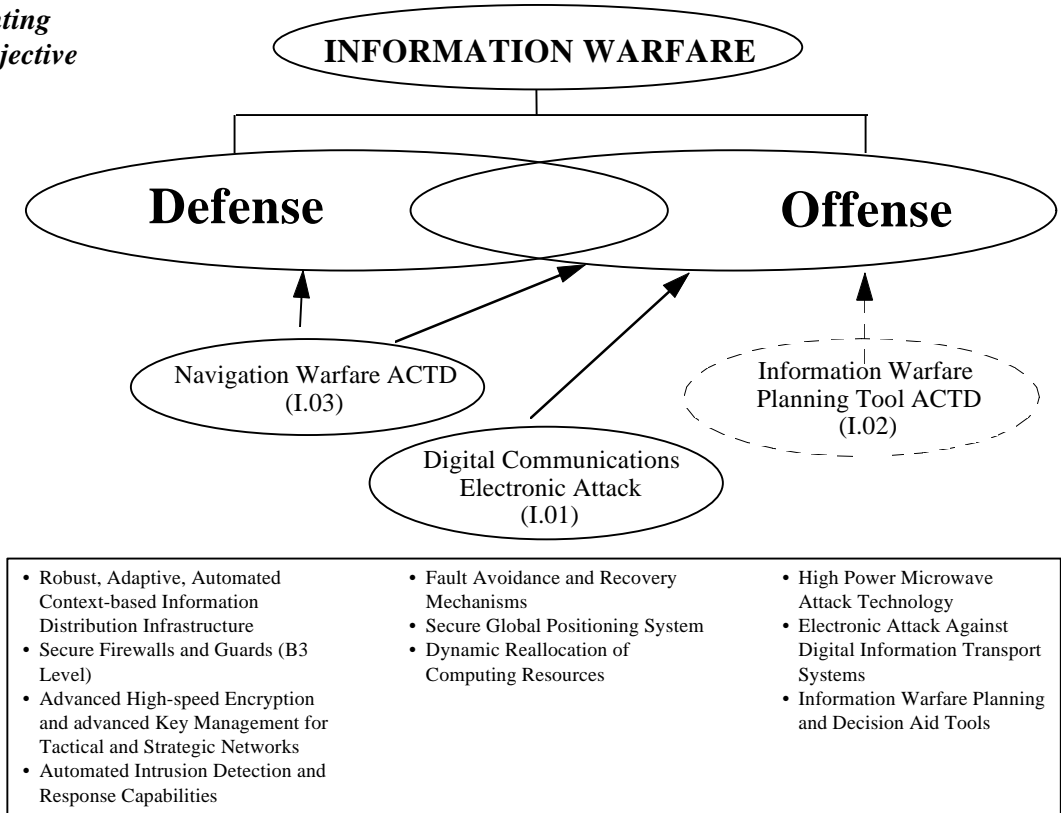 jective
INFORMATION WARFARE
Defense
Offense
Navigation Warfare ACTD
(I.03)
Information Warfare
Planning Tool ACTD
(I.02)
Digital Communications
Electronic Attack
(I.01)
• Robust, Adaptive, Automated
Context-based Information
Distribution Infrastructure
• Secure Firewalls and Guards (B3
Level)
• Advanced High-speed Encryption
and advanced Key Management for
Tactical and Strategic Networks
• Automated Intrusion Detection and
Response Capabilities
• Fault Avoidance and Recovery
Mechanisms
• Secure Global Positioning System
• Dynamic Reallocation of
Computing Resources
• High Power Microwave
Attack Technology
• Electronic Attack Against
Digital Information Transport
Systems
• Information Warfare Planning
and Decision Aid Tools